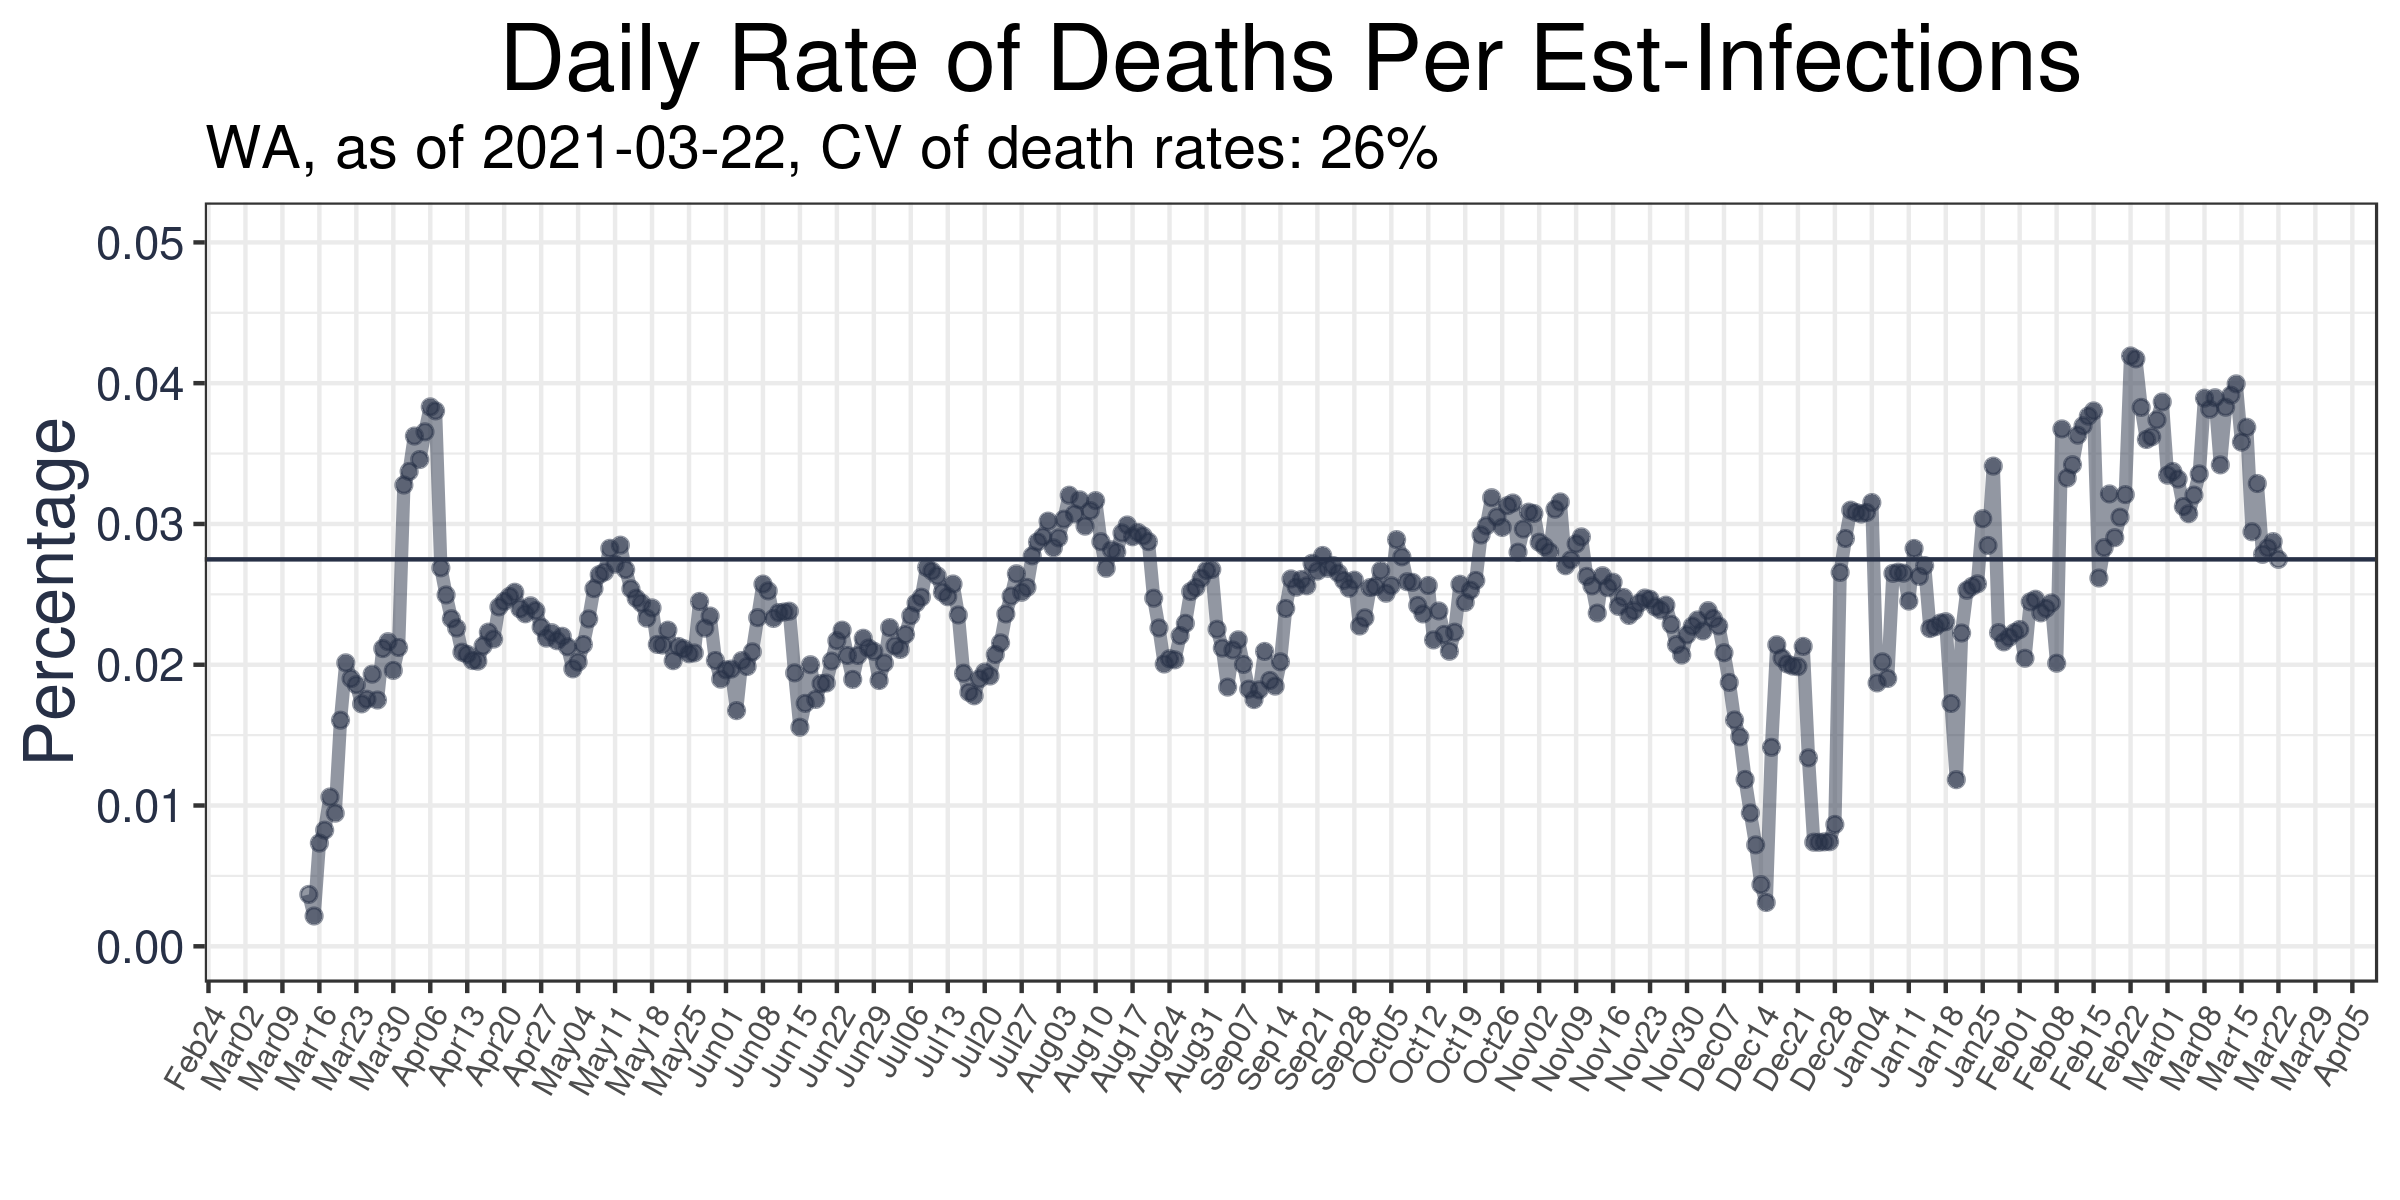 Daily Rate of Deaths Per Est-Infections
WA, as of 2021-03-22, CV of death rates: 26%
Percentage
0.05
0.04
0.03
0.02
0.01
0.00
Feb24
Mar02
Mar09
Mar16
Mar23
Mar30
Apr06
Apr13
Apr20
Apr27
May04
May11
May18
May25
Jun01
Jun08
Jun15
Jun22
Jun29
Jul06
Jul13
Jul20
Jul27
Aug03
Aug10
Aug17
Aug24
Aug31
Sep07
Sep14
Sep21
Sep28
Oct05
Oct12
Oct19
Oct26
Nov02
Nov09
Nov16
Nov23
Nov30
Dec07
Dec14
Dec21
Dec28
Jan04
Jan11
Jan18
Jan25
Feb01
Feb08
Feb15
Feb22
Mar01
Mar08
Mar15
Mar22
Mar29
Apr05